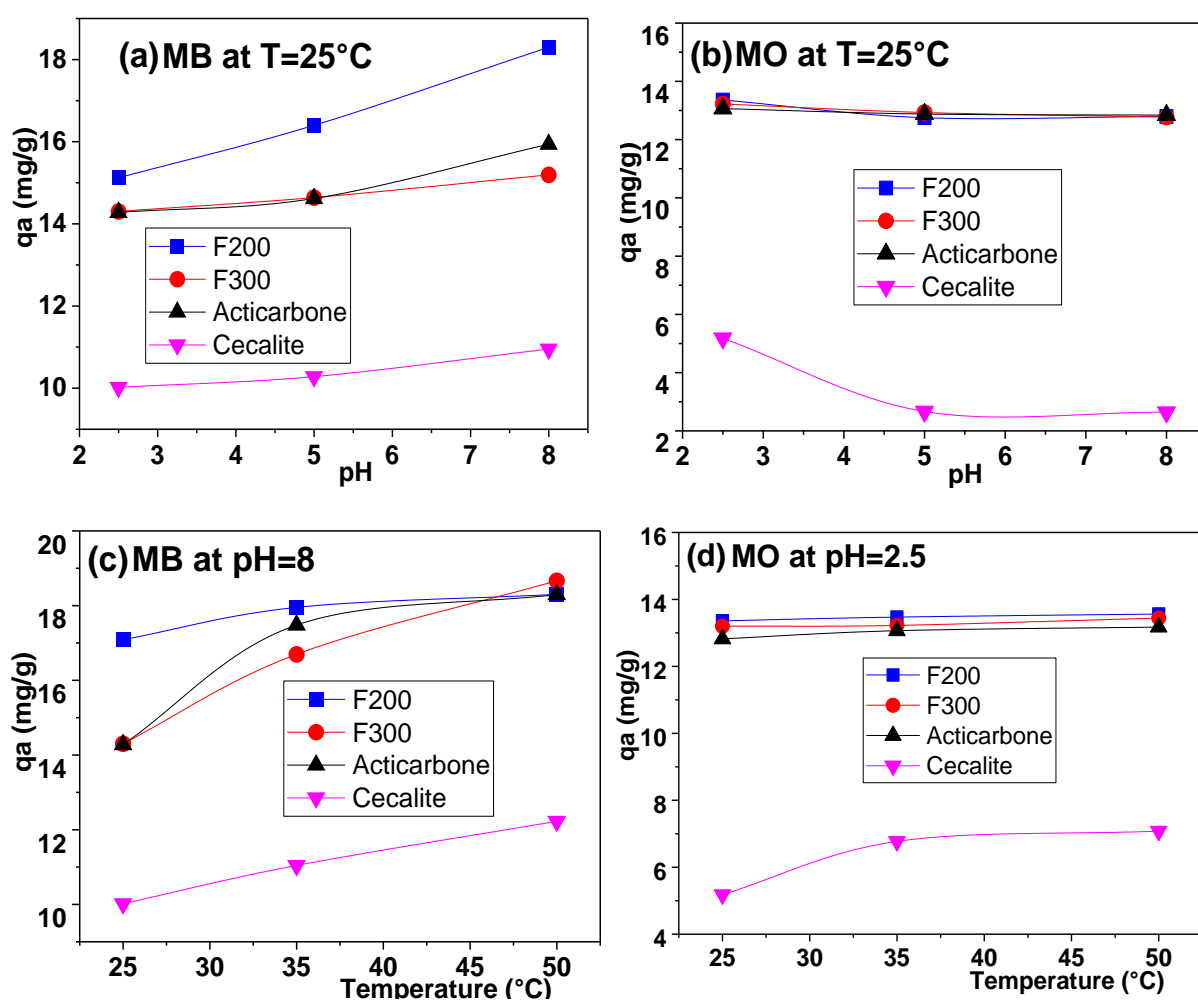 (a) MB at T=25°C
qa (mg/g)
18
16
14
12
10
F200
F300
Acticarbone
Cecalite
2 3 4 5 6 7 8
pH
(b) MO at T=25°C
qa (mg/g)
16
14
12
10
8
6
4
2
F200
F300
Acticarbone
Cecalite
2 3 4 5 6 7 8
pH
(c) MB at pH=8
qa (mg/g)
20
18
16
14
12
10
F200
F300
Acticarbone
Cecalite
25 30 35 40 45 50
Temperature (°C)
(d) MO at pH=2.5
qa (mg/g)
16
14
12
10
8
6
4
F200
F300
Acticarbone
Cecalite
25 30 35 40 45 50
Temperature (°C)